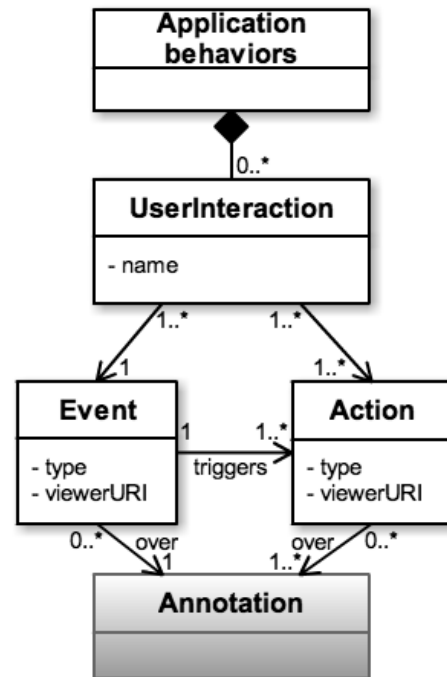 Application
behaviors
0..*
UserInteraction
- name
1..*
1..*
1
1..*
Event
Action
1
1..*
triggers
- type
- viewerURI
- type
- viewerURI
0..*
over
1
over
0..*
1..*
Annotation